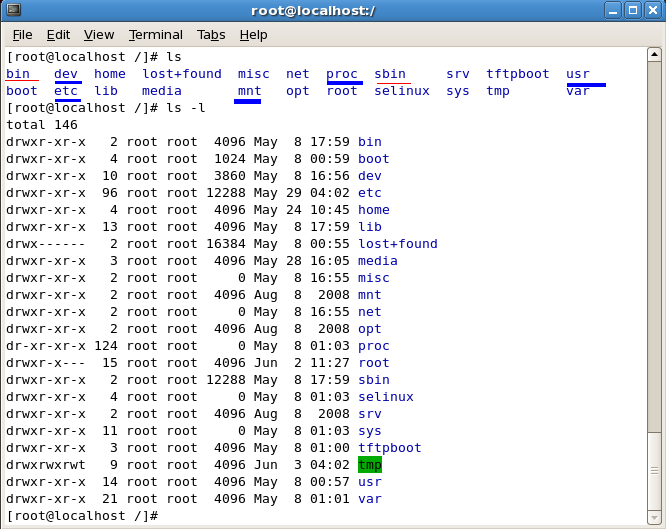 root@localhost:/
File Edit View Terminal Tabs Help
[root@localhost /]# ls
bin   dev  home  lost+found  misc  net  proc  sbin     srv  tftpboot  usr
boot  etc  lib   media       mnt   opt  root  selinux  sys  tmp       var
[root@localhost /]# ls -l
total 146
drwxr-xr-x   2 root root  4096 May  8 17:59 bin
drwxr-xr-x   4 root root  1024 May  8 00:59 boot
drwxr-xr-x  10 root root  3860 May  8 16:56 dev
drwxr-xr-x  96 root root 12288 May 29 04:02 etc
drwxr-xr-x   4 root root  4096 May 24 10:45 home
drwxr-xr-x  13 root root  4096 May  8 17:59 lib
drwx------   2 root root 16384 May  8 00:55 lost+found
drwxr-xr-x   3 root root  4096 May 28 16:05 media
drwxr-xr-x   2 root root     0 May  8 16:55 misc
drwxr-xr-x   2 root root  4096 Aug  8  2008 mnt
drwxr-xr-x   2 root root     0 May  8 16:55 net
drwxr-xr-x   2 root root  4096 Aug  8  2008 opt
dr-xr-xr-x 124 root root     0 May  8 01:03 proc
drwxr-x---  15 root root  4096 Jun  2 11:27 root
drwxr-xr-x   2 root root 12288 May  8 17:59 sbin
drwxr-xr-x   4 root root     0 May  8 01:03 selinux
drwxr-xr-x   2 root root  4096 Aug  8  2008 srv
drwxr-xr-x  11 root root     0 May  8 01:03 sys
drwxr-xr-x   3 root root  4096 May  8 01:00 tftpboot
drwxrwxrwt   9 root root  4096 Jun  3 04:02 tmp
drwxr-xr-x  14 root root  4096 May  8 00:57 usr
drwxr-xr-x  21 root root  4096 May  8 01:01 var
[root@localhost /]#